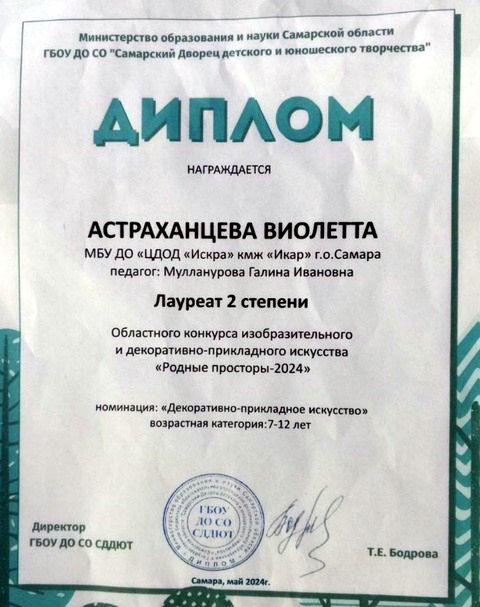 Министерство образования и науки Самарской области
ГБОУ ДО СО "Самарский Дворец детского и юношеского творчества"
ДИПЛОМ
НАГРАЖДАЕТСЯ
АСТРАХАНЦЕВА ВИОЛЕТТА
МБУ ДО «ЦДОД «Искра» кмж «Икар» г.о.Самара
педагог: Мулланурова Галина Ивановна
Лауреат 2 степени
Областного конкурса изобразительного
и декоративно-прикладного искусства
«Родные просторы-2024»
номинация: «Декоративно-прикладное искусство»
возрастная категория:7-12 лет
ГБОУ
ДО СО
СДДЮТ
Директор
ГБОУ ДО СО СДДЮТ
Т.Е. Бодрова
Самара, май 2024г.